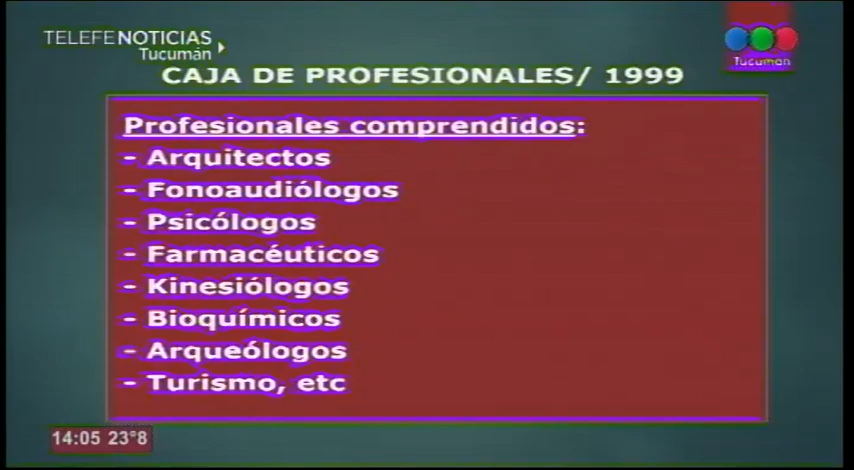 TELEFENOTICIAS
Tucumán
Tucumán
CAJA DE PROFESIONALES/ 1999
Profesionales comprendidos:
- Arquitectos
- Fonoaudiólogos
- Psicólogos
- Farmacéuticos
- Kinesiólogos
- Bioquímicos
- Arqueólogos
- Turismo, etc
14:05 23°8